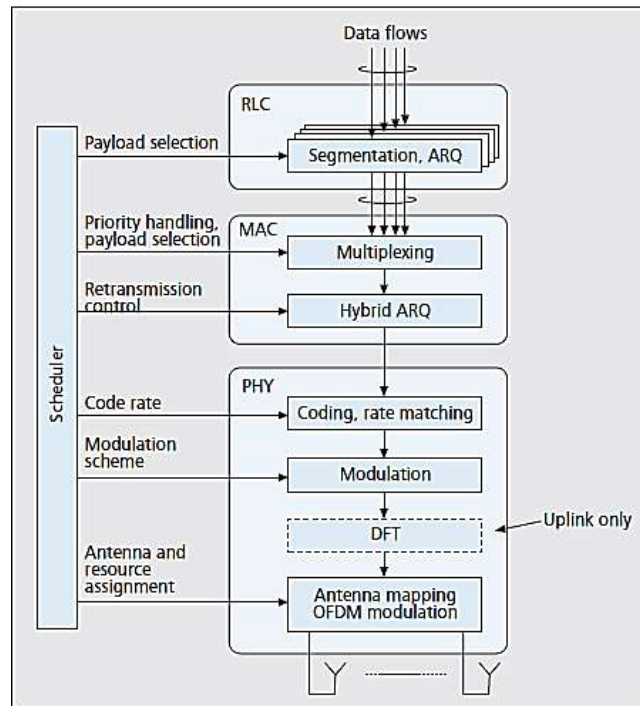 Data flows
RLC
Payload selection
Segmentation, ARQ
Priority handling,
payload selection
MAC
Multiplexing
Retransmission
control
Hybrid ARQ
Scheduler
PHY
Code rate
Coding, rate matching
Modulation
scheme
Modulation
DFT
Uplink only
Antenna and
resource
assignment
Antenna mapping
OFDM modulation